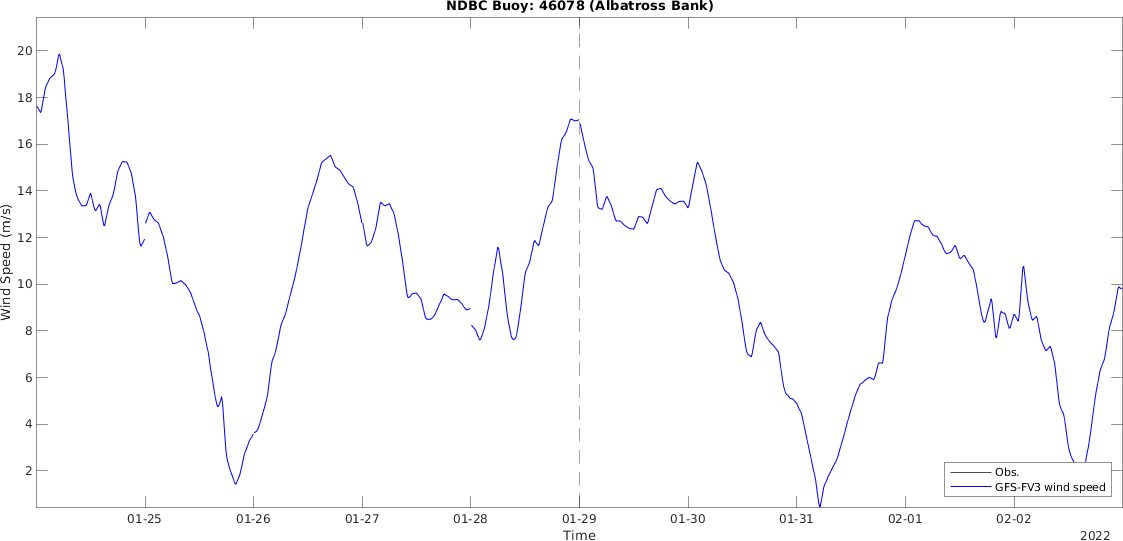 NDBC Buoy: 46078 (Albatross Bank)
20
18
16
14
12
10
8
6
4
2
Wind Speed (m/s)
Obs.
GFS-FV3 wind speed
01-25 01-26 01-27 01-28 01-29 01-30 01-31 02-01 02-02
Time
2022